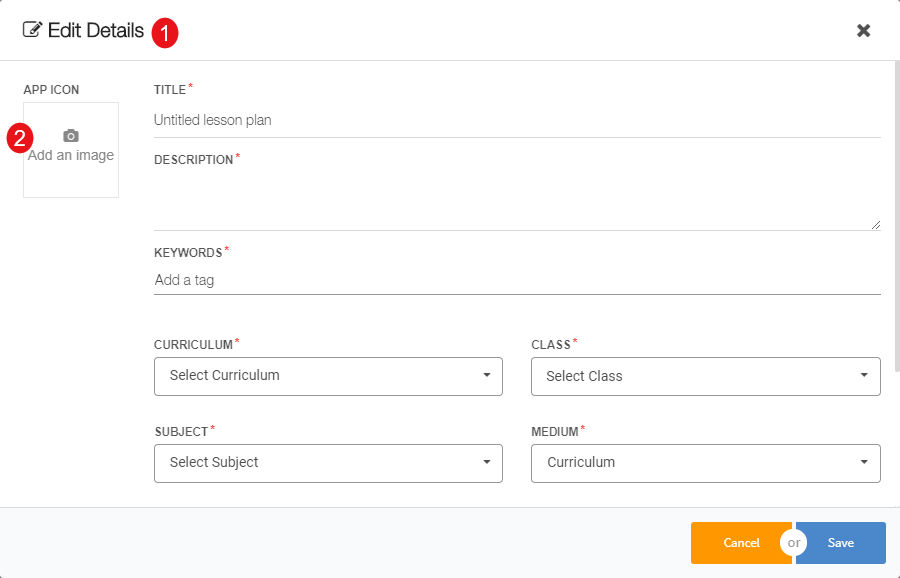 Edit Details 1
APP ICON
2
Add an image
TITLE*
Untitled lesson plan
DESCRIPTION*
KEYWORDS*
Add a tag
CURRICULUM* CLASS*
Select Curriculum Select Class
SUBJECT* MEDIUM*
Select Subject Curriculum
Cancel or Save